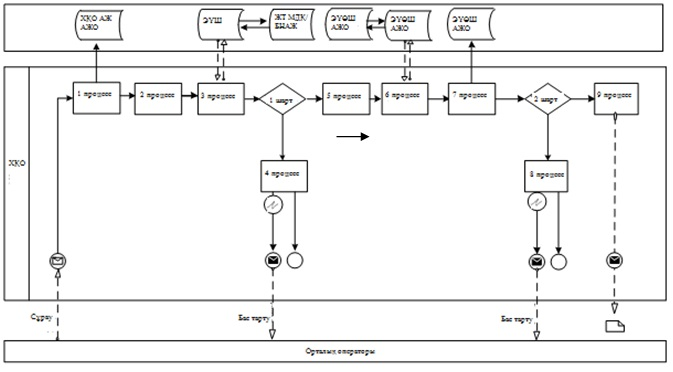 ХҚО АЖ
АЖО
ЭҮШ
ЖТ МДҚ/
БНАЖ
ЭҮӨШ
АЖО
ЭҮӨШ
АЖО
ЭҮӨШ
АЖО
1 процесс
2 процесс
3 процесс
1 шарт
5 процесс
6 процесс
7 процесс
2 шарт
9 процесс
4 процесс
8 процесс
ХҚО
Сұрау
Бас тарту
Бас тарту
Орталық операторы